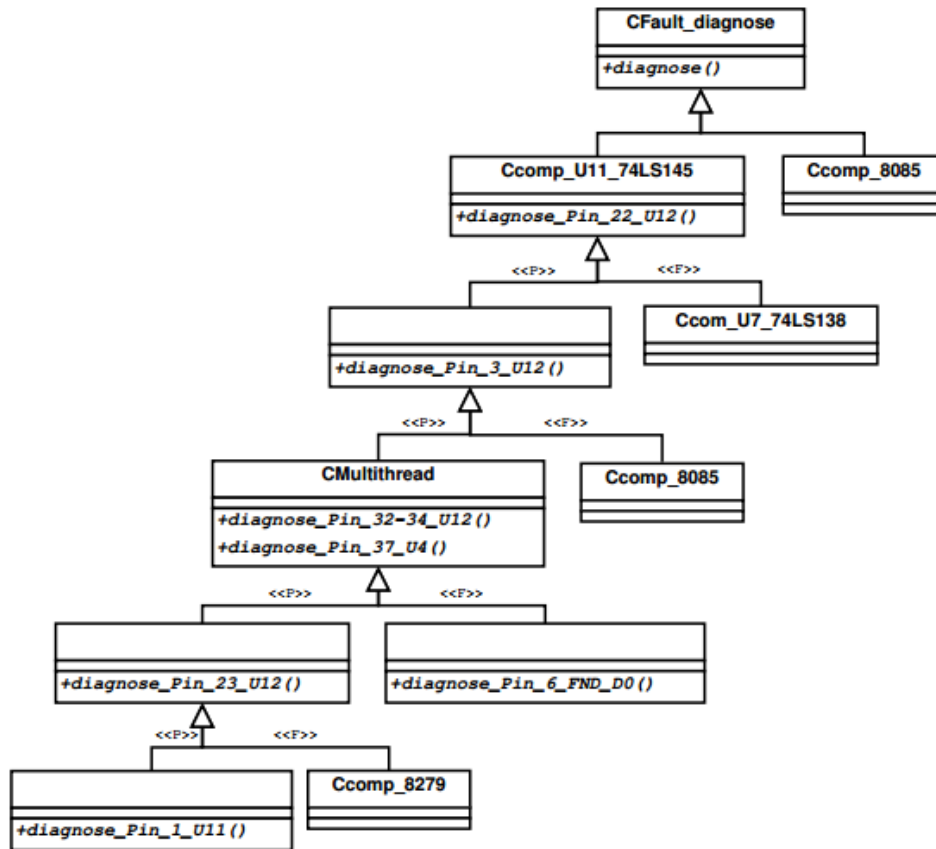 CFault_diagnose
+diagnose()
Ccomp_U11_74LS145
+diagnose_Pin_22_U12()
Ccomp_8085
<<P>>
<<F>>
+diagnose_Pin_3_U12()
Ccom_U7_74LS138
<<P>>
<<F>>
CMultithread
+diagnose_Pin_32-34_U12()
+diagnose_Pin_37_U4()
Ccomp_8085
<<P>>
<<F>>
+diagnose_Pin_23_U12()
+diagnose_Pin_6_FND_D0()
<<P>>
<<F>>
+diagnose_Pin_1_U11()
Ccomp_8279